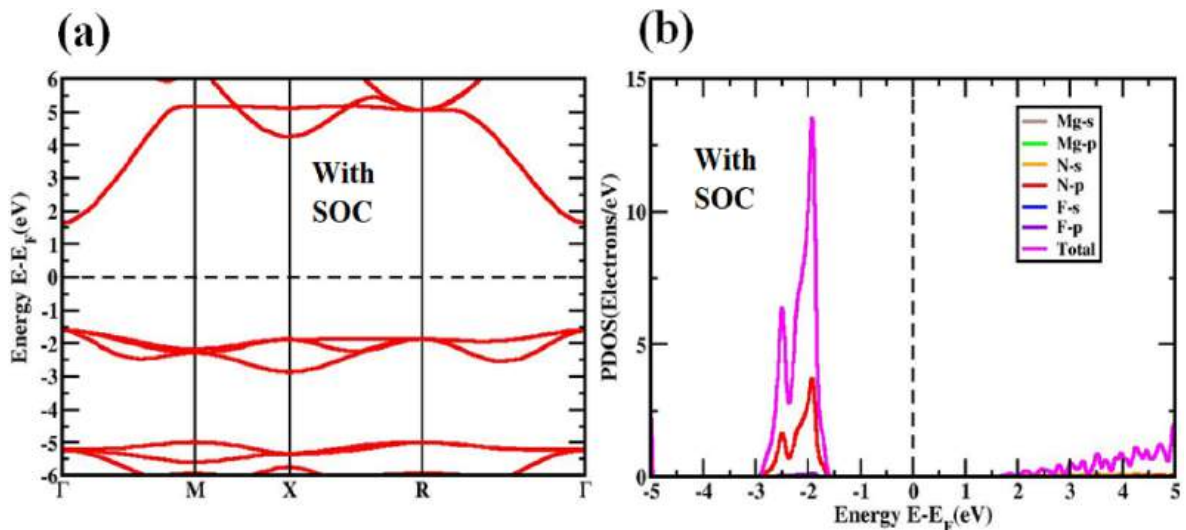 (a)
6
5
4
3
2
1
0
-1
-2
-3
-4
-5
-6
Energy E-E_F(eV)
With
SOC
Γ M X R Γ
(b)
15
10
5
0
PDOS(Electrons/eV)
With
SOC
Mg-s
Mg-p
N-s
N-p
F-s
F-p
Total
-5 -4 -3 -2 -1 0 1 2 3 4 5
Energy E-E_F(eV)